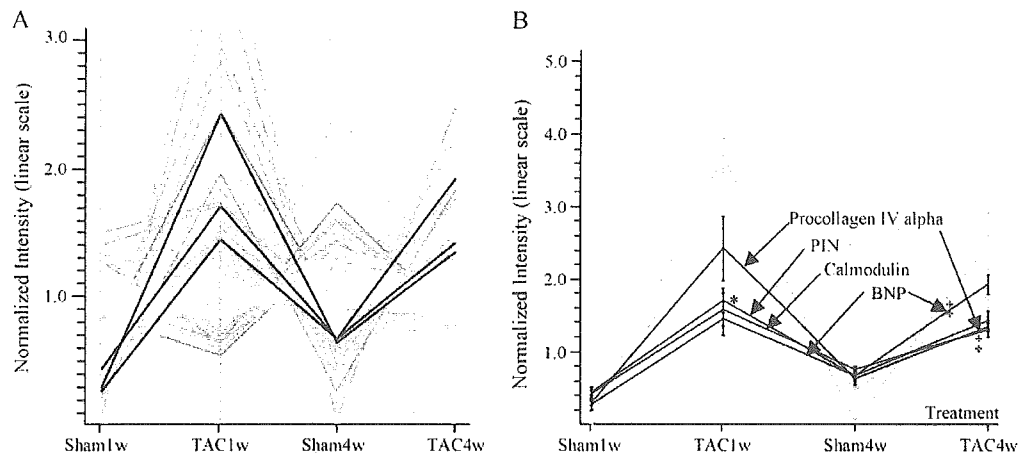 A
B
Normalized Intensity (linear scale)
3.0
2.0
1.0
Sham1w TAC1w Sham4w TAC4w
Normalized Intensity (linear scale)
5.0
4.0
3.0
2.0
1.0
Procollagen IV alpha
PIN
Calmodulin
BNP
*
‡
‡
Treatment
Sham1w TAC1w Sham4w TAC4w